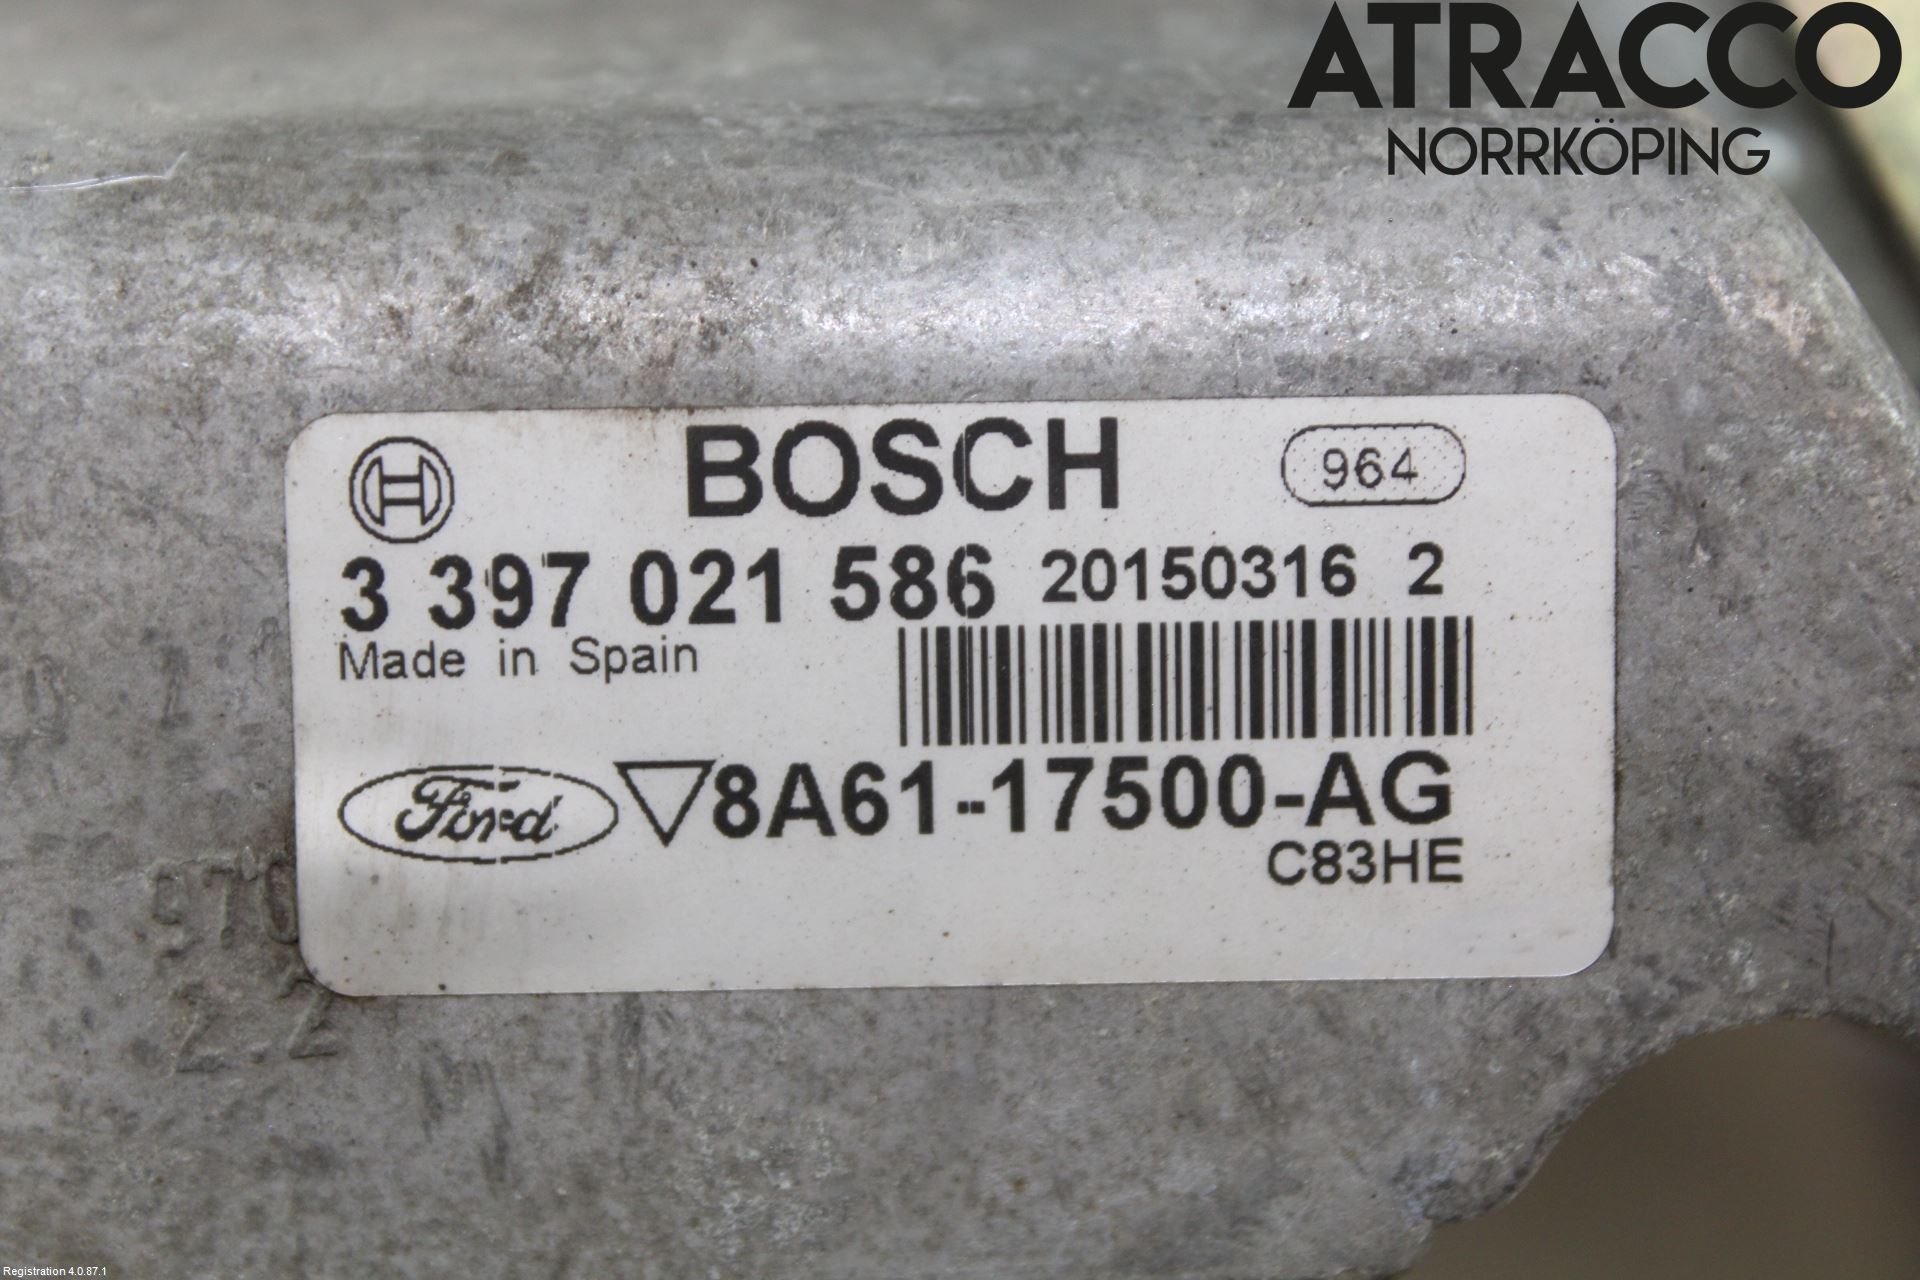 ATRACCO
NORRKÖPING
BOSCH
964
3 397 021 586 20150316 2
Made in Spain
Ford 8A61-17500-AG
C83HE
Registration 4.0.87.1